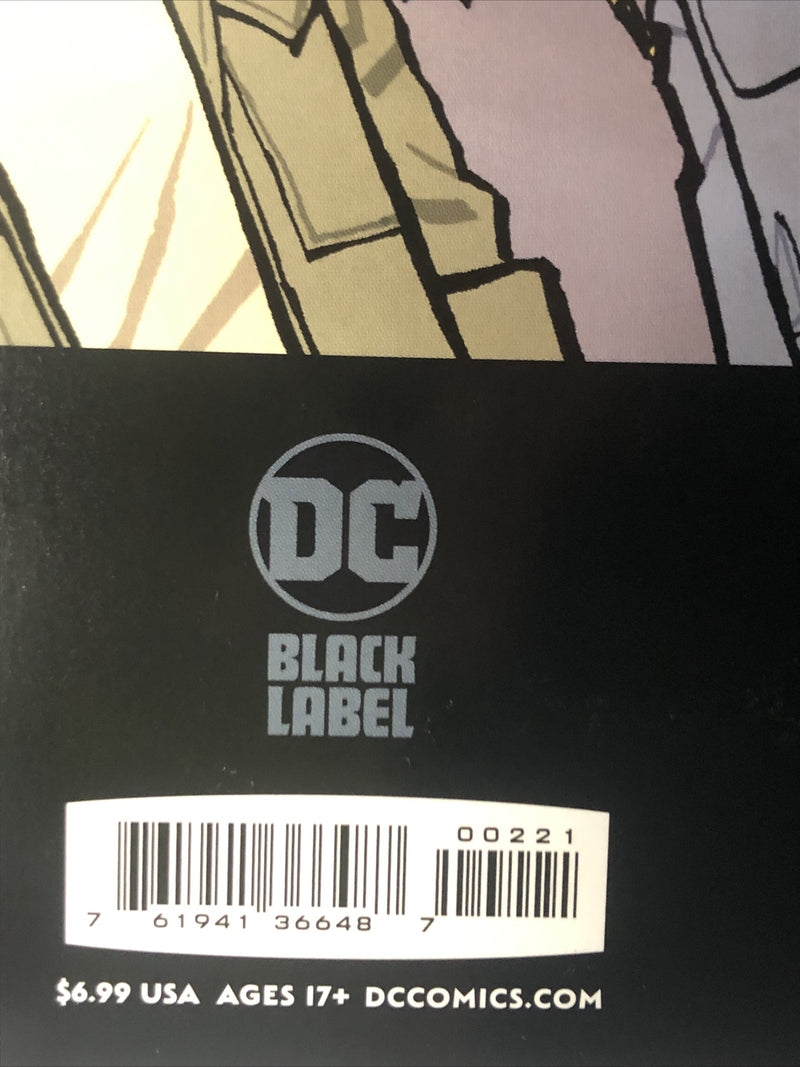 DC
BLACK
LABEL
00221
7 61941 36648 7
$6.99 USA AGES 17+ DCCOMICS.COM